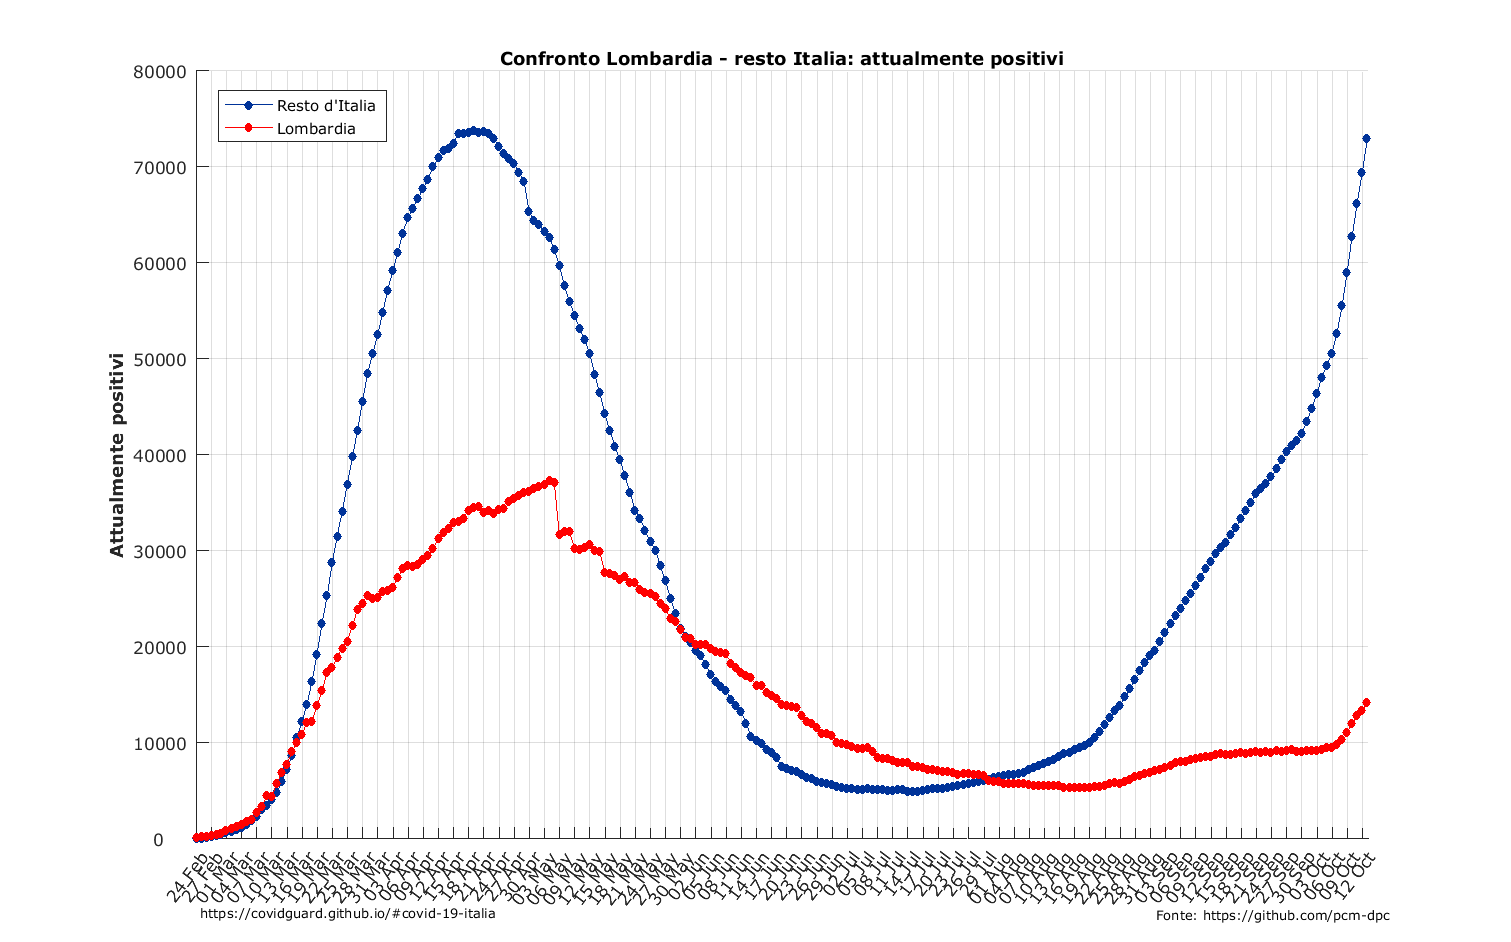 Confronto Lombardia - resto Italia: attualmente positivi
Resto d'Italia
Lombardia
Attualmente positivi
80000
70000
60000
50000
40000
30000
20000
10000
0
24 Feb
27 Feb
01 Mar
04 Mar
07 Mar
10 Mar
13 Mar
16 Mar
19 Mar
22 Mar
25 Mar
28 Mar
31 Mar
03 Apr
06 Apr
09 Apr
12 Apr
15 Apr
18 Apr
21 Apr
24 Apr
27 Apr
30 Apr
03 May
06 May
09 May
12 May
15 May
18 May
21 May
24 May
27 May
30 May
02 Jun
05 Jun
08 Jun
11 Jun
14 Jun
17 Jun
20 Jun
23 Jun
26 Jun
29 Jun
02 Jul
05 Jul
08 Jul
11 Jul
14 Jul
17 Jul
20 Jul
23 Jul
26 Jul
29 Jul
01 Aug
04 Aug
07 Aug
10 Aug
13 Aug
16 Aug
19 Aug
22 Aug
25 Aug
28 Aug
31 Aug
03 Sep
06 Sep
09 Sep
12 Sep
15 Sep
18 Sep
21 Sep
24 Sep
27 Sep
30 Sep
03 Oct
06 Oct
09 Oct
12 Oct
https://covidguard.github.io/#covid-19-italia
Fonte: https://github.com/pcm-dpc